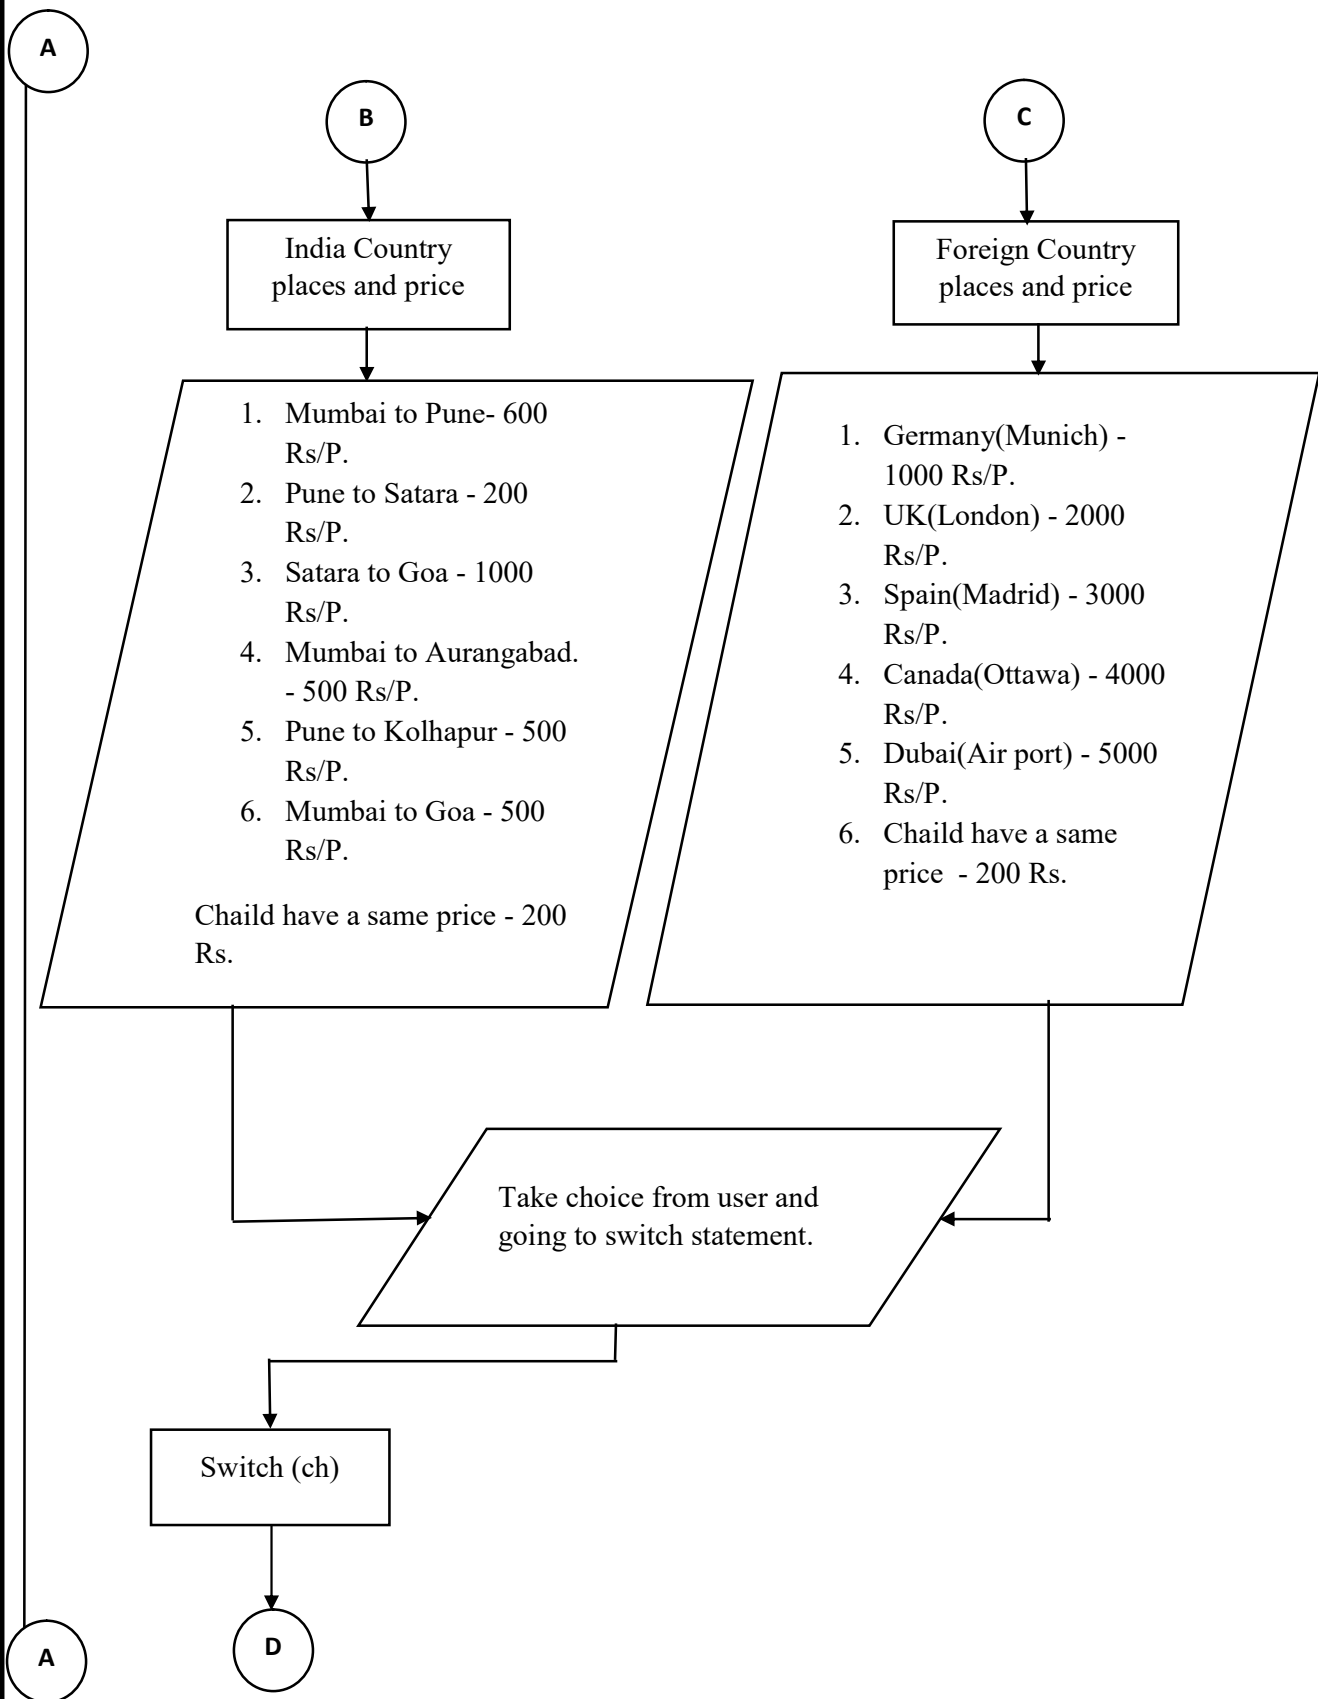 A
B
C
India Country
places and price
Foreign Country
places and price
1. Mumbai to Pune- 600
Rs/P.
2. Pune to Satara - 200
Rs/P.
3. Satara to Goa - 1000
Rs/P.
4. Mumbai to Aurangabad.
- 500 Rs/P.
5. Pune to Kolhapur - 500
Rs/P.
6. Mumbai to Goa - 500
Rs/P.
Chaild have a same price - 200
Rs.
1. Germany(Munich) -
1000 Rs/P.
2. UK(London) - 2000
Rs/P.
3. Spain(Madrid) - 3000
Rs/P.
4. Canada(Ottawa) - 4000
Rs/P.
5. Dubai(Air port) - 5000
Rs/P.
6. Chaild have a same
price - 200 Rs.
Take choice from user and
going to switch statement.
Switch (ch)
D
A